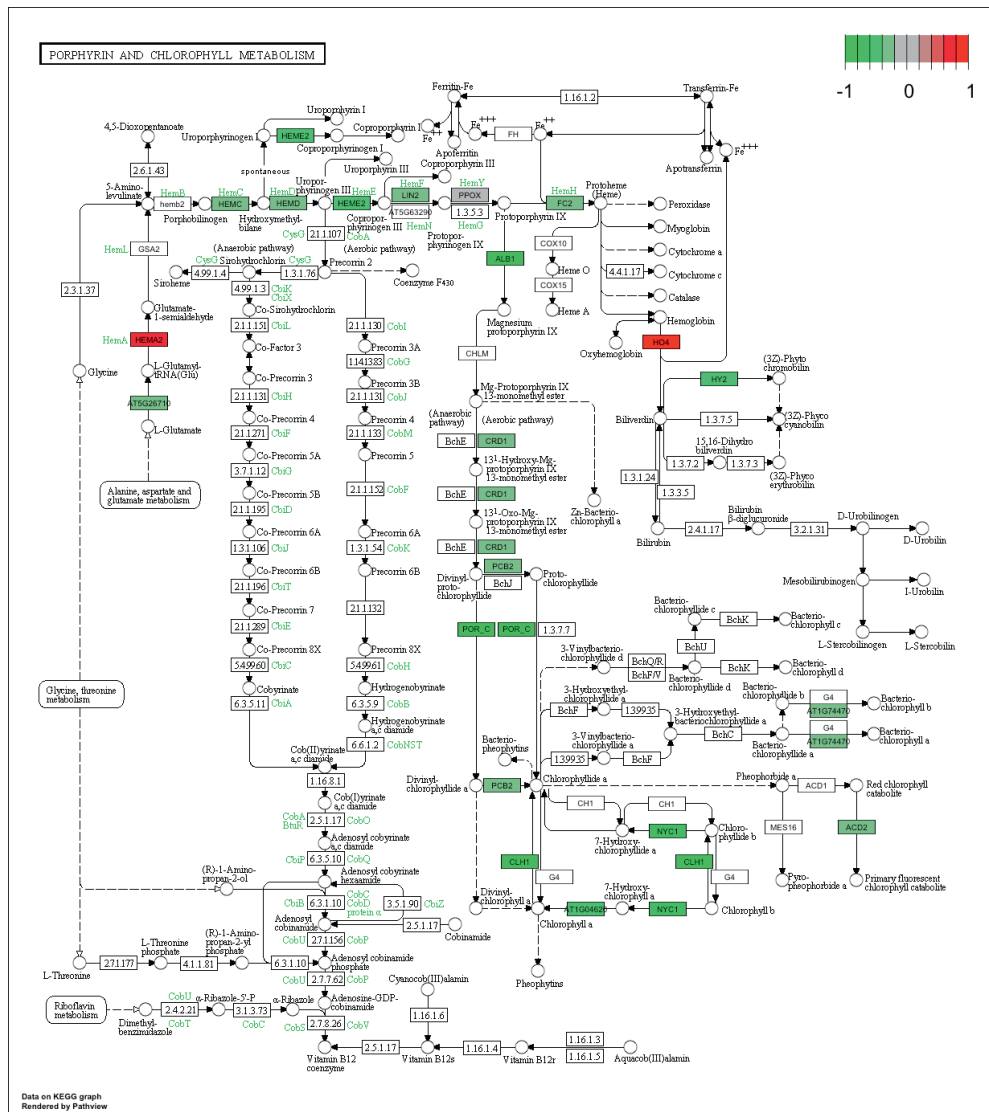 PORPHYRIN AND CHLOROPHYLL METABOLISM
-1 0 1
Ferritin-Fe
1.16.1.2
Transferrin-Fe
Uroporphyrin I
Fe
++
Fe
+++
FH
Fe
++
Fe
+++
Apoferritin
Apotransferrin
4,5-Dioxopentanoate
Uroporphyrinogen I
HEME2
Coproporphyrin I
Coproporphyrinogen I
Coproporphyrin III
Uroporphyrin III
2.6.1.43
spontaneous
5-Amino-
levulinate
HemB
hemb2
Porphobilinogen
HemC
HEMC
Hydroxymethyl-
bilane
HemD
HEMD
Uropor-
phyrinogen III
HemE
HEME2
Copropor-
phyrinogen III
HemF
LIN2
AT5G63290
HemN
Protopor-
phyrinogen IX
HemY
PPOX
1.3.5.3
HemG
Protoporphyrin IX
HemH
FC2
Protoheme
(Heme)
Peroxidase
Myoglobin
Cytochrome a
Cytochrome c
4.4.1.17
Catalase
Hemoglobin
Oxyhemoglobin
COX10
Heme O
COX15
Heme A
CysG
2.1.1.107
CobA
(Anaerobic pathway)
(Aerobic pathway)
HemL
GSA2
CysG
Sirohydrochlorin
CysG
Precorrin 2
4.99.1.4
1.3.1.76
Siroheme
Coenzyme F430
ALB1
Magnesium
protoporphyrin IX
2.3.1.37
Glutamate-
1-semialdehyde
4.99.1.3
CbiK
CbiX
Co-Sirohydrochlorin
2.1.1.151
CbiL
2.1.1.130
CobI
HemA
HEMA2
HO4
Co-Factor 3
Precorrin 3A
1.14.13.83
CobG
CHLM
Glycine
L-Glutamyl-
tRNA(Glu)
Co-Precorrin 3
Precorrin 3B
Mg-Protoporphyrin IX
13-monomethyl ester
HY2
(3Z)-Phyto
chromobilin
AT5G26710
2.1.1.131
CbiH
2.1.1.131
CobJ
L-Glutamate
Co-Precorrin 4
Precorrin 4
(Anaerobic
pathway)
(Aerobic pathway)
Biliverdin
1.3.7.5
(3Z)-Phyco
cyanobilin
2.1.1.271
CbiF
2.1.1.133
CobM
BchE
CRD1
15,16-Dihydro
biliverdin
1.3.7.2
1.3.7.3
(3Z)-Phyco
erythrobilin
Co-Precorrin 5A
Precorrin 5
13¹-Hydroxy-Mg-
protoporphyrin IX
13-monomethyl ester
3.7.1.12
CbiG
1.3.1.24
1.3.3.5
Alanine, aspartate and
glutamate metabolism
Co-Precorrin 5B
2.1.1.152
CobF
BchE
CRD1
Zn-Bacterio-
chlorophyll a
2.1.1.195
CbiD
13¹-Oxo-Mg-
protoporphyrin IX
13-monomethyl ester
Bilirubin
2.4.1.17
Bilirubin
β-diglucuronide
3.2.1.31
D-Urobilinogen
D-Urobilin
Co-Precorrin 6A
Precorrin 6A
1.3.1.106
CbiJ
1.3.1.54
CobK
BchE
CRD1
Co-Precorrin 6B
Precorrin 6B
Divinyl-
proto-
chlorophyllide
PCB2
BchJ
Proto-
chlorophyllide
Mesobilirubinogen
I-Urobilin
2.1.1.196
CbiT
Co-Precorrin 7
2.1.1.132
2.1.1.289
CbiE
POR_C
POR_C
1.3.7.7
Bacterio-
chlorophyllide c
BchK
Bacterio-
chlorophyll c
BchU
L-Stercobilinogen
L-Stercobilin
Co-Precorrin 8X
Precorrin 8X
5.4.99.60
CbiC
5.4.99.61
CobH
3-Vinylbacterio-
chlorophyllide d
BchQ/R
BchF/V
Bacterio-
chlorophyllide d
BchK
Bacterio-
chlorophyll d
Cobyrinate
Hydrogenobyrinate
Glycine, threonine
metabolism
6.3.5.11
CbiA
6.3.5.9
CobB
3-Hydroxyethyl-
chlorophyllide a
BchF
1.3.99.35
3-Hydroxyethyl-
bacteriochlorophyllide a
BchC
Bacterio-
chlorophyllide b
G4
AT1G74470
Bacterio-
chlorophyll b
Hydrogenobyrinate
a,c diamide
6.6.1.2
CobNST
Bacterio-
pheophytins
3-Vinylbacterio-
chlorophyllide a
1.3.99.35
BchF
Bacterio-
chlorophyllide a
G4
AT1G74470
Bacterio-
chlorophyll a
Cob(II)yrinate
a,c diamide
1.16.8.1
Divinyl-
chlorophyllide a
PCB2
Chlorophyllide a
Pheophorbide a
ACD1
Red chlorophyll
catabolite
Cob(I)yrinate
a,c diamide
CobA
BtuR
2.5.1.17
CobO
CH1
CH1
NYC1
7-Hydroxy-
chlorophyllide a
Chloro-
phyllide b
MES16
ACD2
Adenosyl cobyrinate
a,c diamide
CbiP
6.3.5.10
CobQ
CLH1
G4
CLH1
G4
Pyro-
pheophorbide a
Primary fluorescent
chlorophyll catabolite
(R)-1-Amino-
propan-2-ol
Adenosyl cobyrinate
hexaamide
CbiB
6.3.1.10
CobC
CobD
protein α
3.5.1.90
CbiZ
Divinyl-
chlorophyll a
AT1G04620
7-Hydroxy-
chlorophyll a
NYC1
Chlorophyll a
Chlorophyll b
Adenosyl
cobinamide
2.5.1.17
Cobinamide
CobU
2.7.1.156
CobP
L-Threonine
2.7.1.177
L-Threonine
phosphate
4.1.1.81
(R)-1-Amino-
propan-2-yl
phosphate
6.3.1.10
Adenosyl cobinamide
phosphate
CobU
2.7.7.62
CobP
Cyanocob(III)alamin
Pheophytins
Riboflavin
metabolism
Dimethyl-
benzimidazole
CobU
2.4.2.21
CobT
α-Ribazole-5'-P
3.1.3.73
CobC
α-Ribazole
Adenosine-GDP-
cobinamide
CobS
2.7.8.26
CobV
1.16.1.6
Vitamin B12
coenzyme
2.5.1.17
Vitamin B12s
1.16.1.4
Vitamin B12r
1.16.1.3
1.16.1.5
Aquacob(III)alamin
Data on KEGG graph
Rendered by Pathview